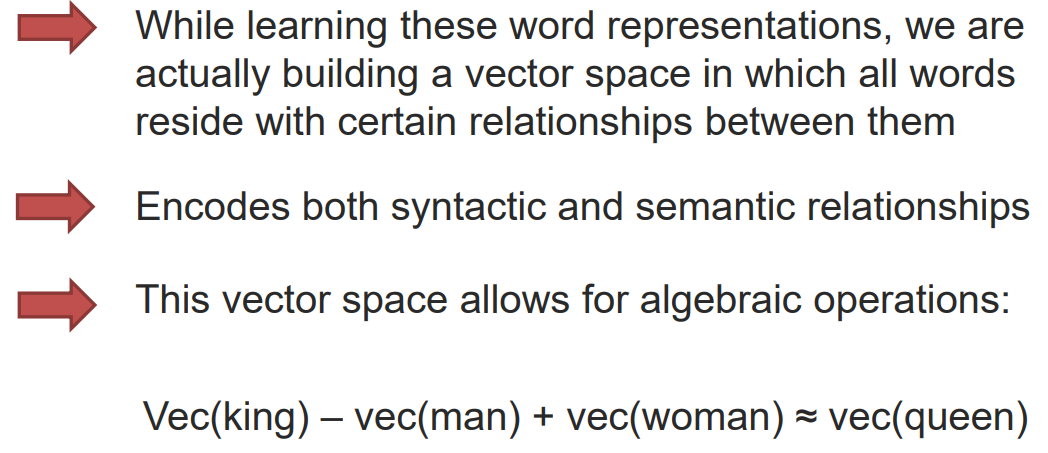 While learning these word representations, we are
actually building a vector space in which all words
reside with certain relationships between them
Encodes both syntactic and semantic relationships
This vector space allows for algebraic operations:
Vec(king) – vec(man) + vec(woman) ≈ vec(queen)